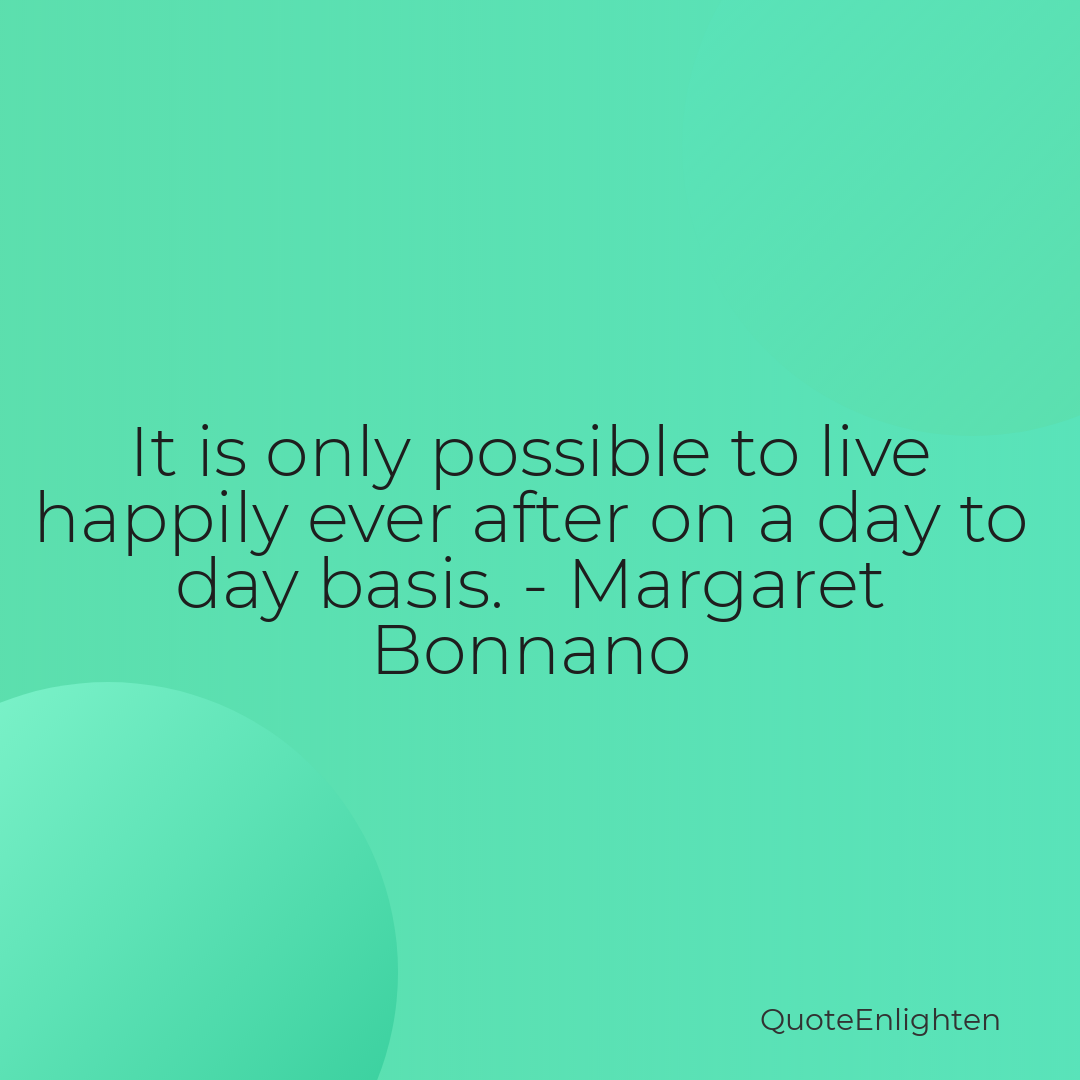 It is only possible to live
happily ever after on a day to
day basis. - Margaret
Bonnano
QuoteEnlighten